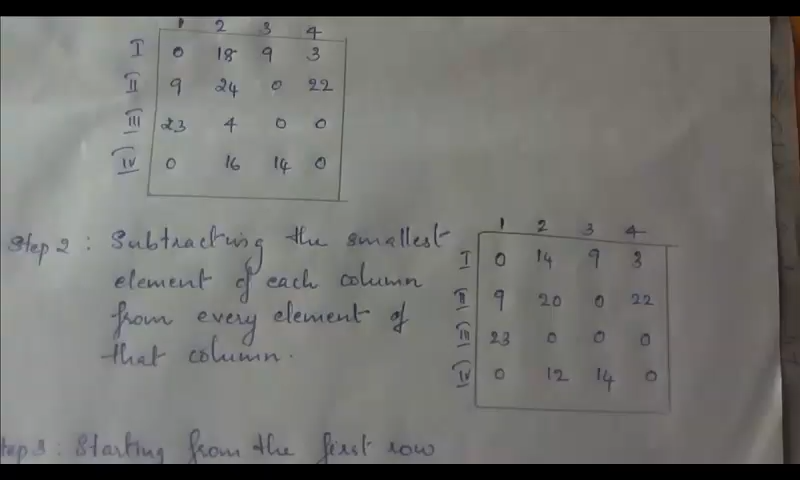 1 2 3 4
I 0 18 9 3
II 9 24 0 22
III 23 4 0 0
IV 0 16 14 0
Step 2 : Subtracting the smallest
element of each column
from every element of
that column.
1 2 3 4
I 0 14 9 3
II 9 20 0 22
III 23 0 0 0
IV 0 12 14 0
tep 3 : Starting from the first row